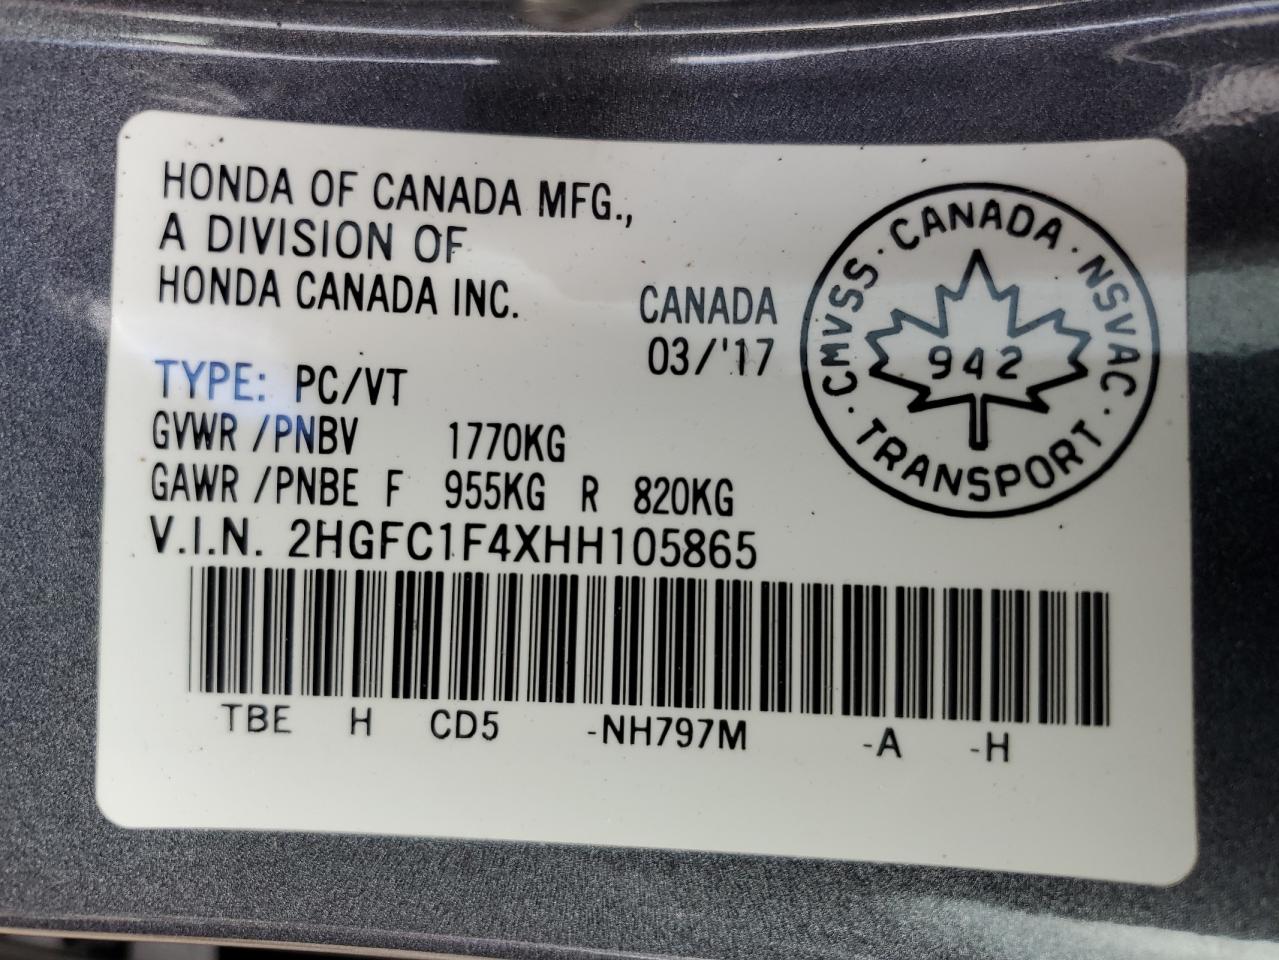 HONDA OF CANADA MFG.,
A DIVISION OF
HONDA CANADA INC.
CANADA
03/'17
TYPE: PC/VT
GVWR /PNBV 1770KG
GAWR /PNBE F 955KG R 820KG
V.I.N. 2HGFC1F4XHH105865
TBE H CD5 -NH797M -A -H
CMVSS · CANADA · NSVAC · TRANSPORT ·
942